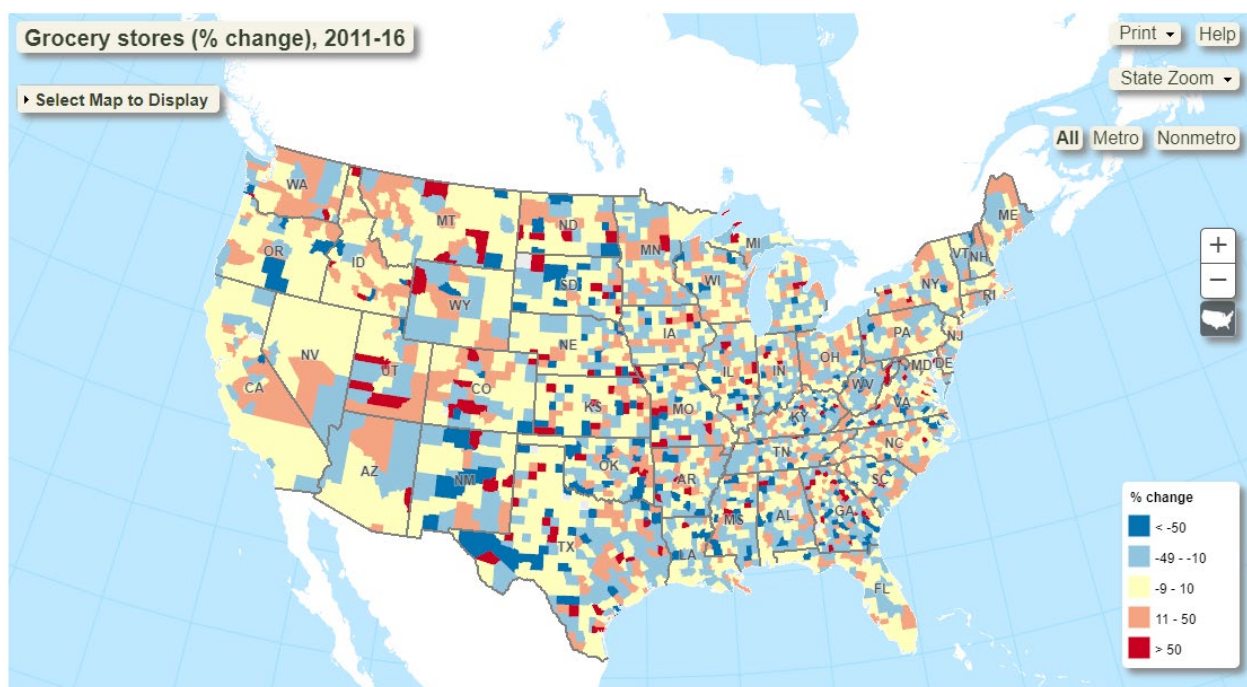 Grocery stores (% change), 2011-16
Print
Help
Select Map to Display
State Zoom
All
Metro
Nonmetro
WA
MT
ND
MN
MI
ME
VT
NH
OR
ID
WY
SD
WI
NY
RI
NV
UT
CO
NE
IA
IL
IN
OH
PA
NJ
CA
KS
MO
KY
WV
MD
DE
VA
AZ
NM
OK
AR
TN
NC
SC
TX
LA
MS
AL
GA
FL
+
−
% change
< -50
-49 - -10
-9 - 10
11 - 50
> 50